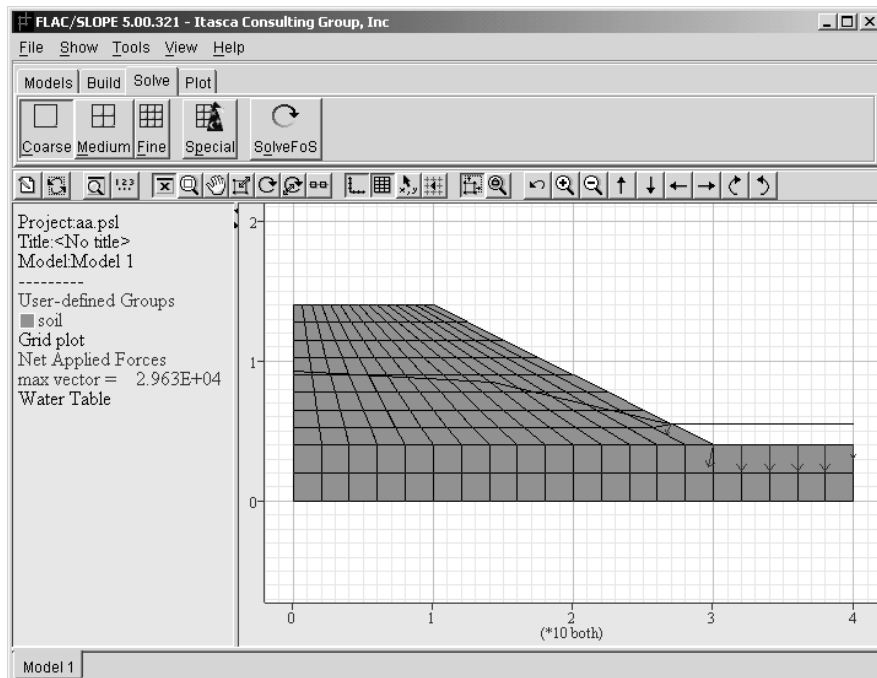 FLAC/SLOPE 5.00.321 - Itasca Consulting Group, Inc
File Show Tools View Help
Models Build Solve Plot
Coarse Medium Fine Special SolveFoS
1 2 3
x,y
Project:aa.psl
Title:<No title>
Model:Model 1
---------
User-defined Groups
soil
Grid plot
Net Applied Forces
max vector = 2.963E+04
Water Table
2
1
0
0 1 2 3 4
(*10 both)
Model 1